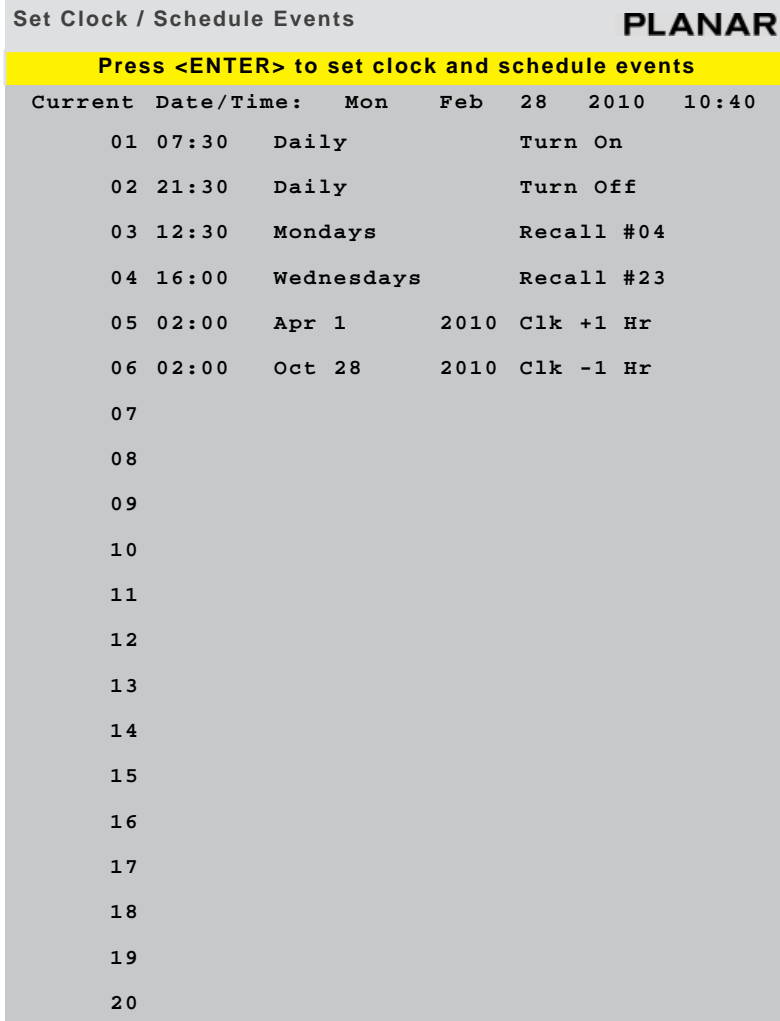 Set Clock / Schedule Events PLANAR
Press <ENTER> to set clock and schedule events
Current Date/Time: Mon Feb 28 2010 10:40
01 07:30 Daily Turn On
02 21:30 Daily Turn Off
03 12:30 Mondays Recall #04
04 16:00 Wednesdays Recall #23
05 02:00 Apr 1 2010 Clk +1 Hr
06 02:00 Oct 28 2010 Clk -1 Hr
07
08
09
10
11
12
13
14
15
16
17
18
19
20